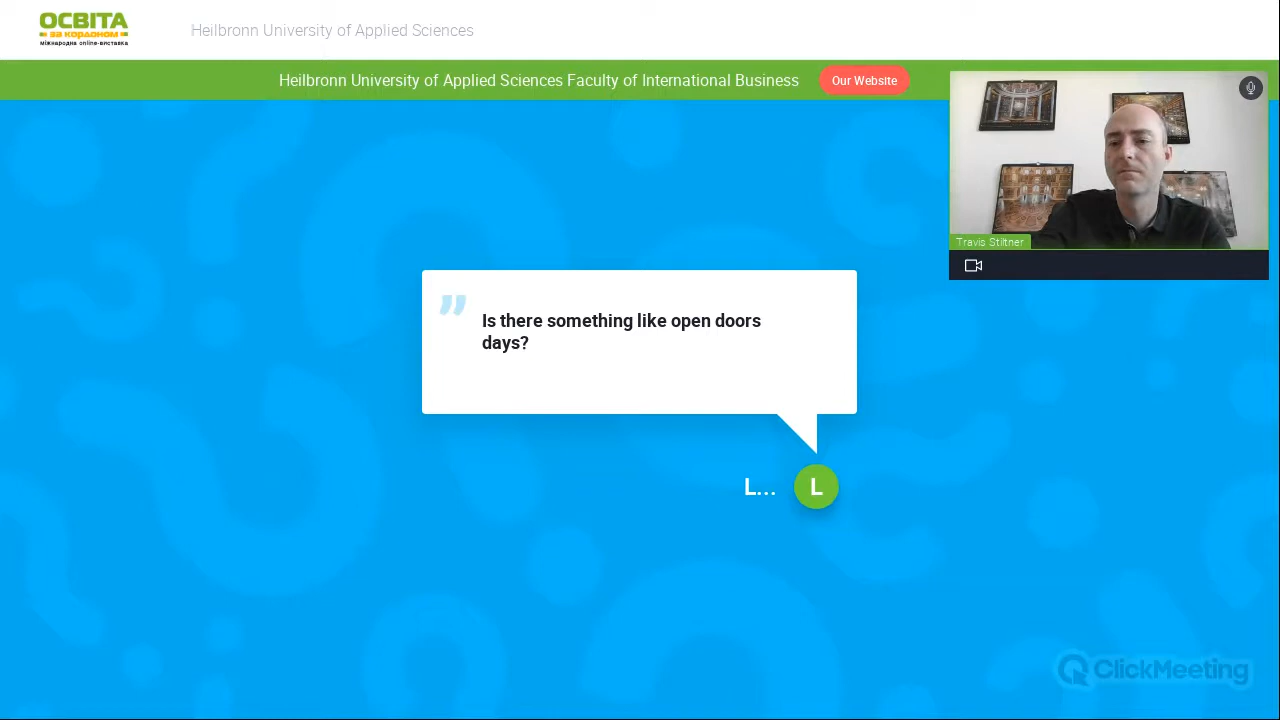 ОСВІТА
за кордоном
міжнародна online-виставка
Heilbronn University of Applied Sciences
Heilbronn University of Applied Sciences Faculty of International Business
Our Website
Travis Stiltner
Is there something like open doors
days?
L...
L
ClickMeeting